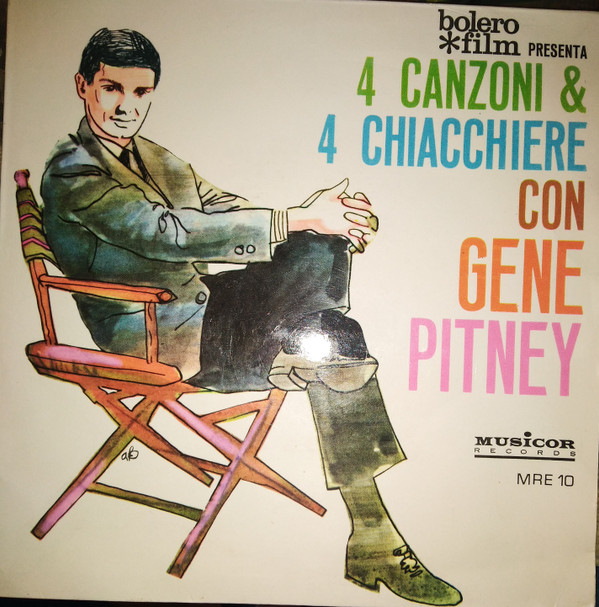 bolero
*film PRESENTA
4 CANZONI &
4 CHIACCHIERE
CON
GENE
PITNEY
MUSICOR
RECORDS
MRE 10